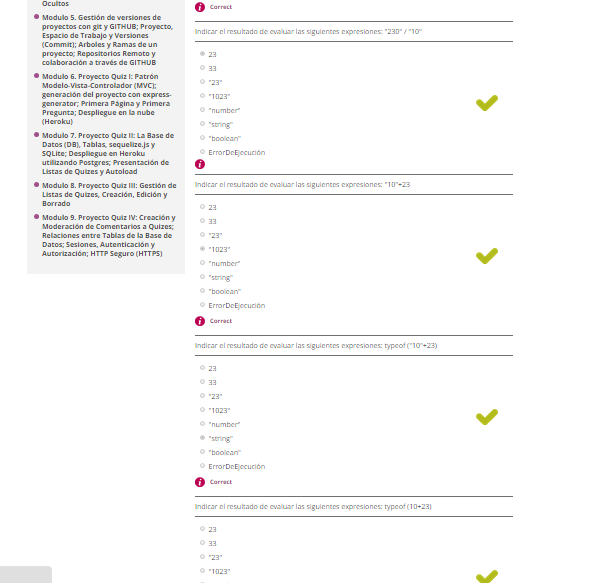 Ocultos
Modulo 5. Gestión de versiones de
proyectos con git y GITHUB; Proyecto,
Espacio de Trabajo y Versiones
(Commit); Arboles y Ramas de un
proyecto; Repositorios Remoto y
colaboración a través de GITHUB
Modulo 6. Proyecto Quiz I: Patrón
Modelo-Vista-Controlador (MVC);
generación del proyecto con express-
generator; Primera Página y Primera
Pregunta; Despliegue en la nube
(Heroku)
Modulo 7. Proyecto Quiz II: La Base de
Datos (DB), Tablas, sequelize.js y
SQLite; Despliegue en Heroku
utilizando Postgres; Presentación de
Listas de Quizes y Autoload
Modulo 8. Proyecto Quiz III: Gestión de
Listas de Quizes, Creación, Edición y
Borrado
Modulo 9. Proyecto Quiz IV: Creación y
Moderación de Comentarios a Quizes;
Relaciones entre Tablas de la Base de
Datos; Sesiones, Autenticación y
Autorización; HTTP Seguro (HTTPS)
Correct
Indicar el resultado de evaluar las siguientes expresiones: "230" / "10"
23
33
"23"
"1023"
"number"
"string"
"boolean"
ErrorDeEjecución
Indicar el resultado de evaluar las siguientes expresiones: "10"+23
23
33
"23"
"1023"
"number"
"string"
"boolean"
ErrorDeEjecución
Correct
Indicar el resultado de evaluar las siguientes expresiones: typeof ("10"+23)
23
33
"23"
"1023"
"number"
"string"
"boolean"
ErrorDeEjecución
Correct
Indicar el resultado de evaluar las siguientes expresiones: typeof (10+23)
23
33
"23"
"1023"